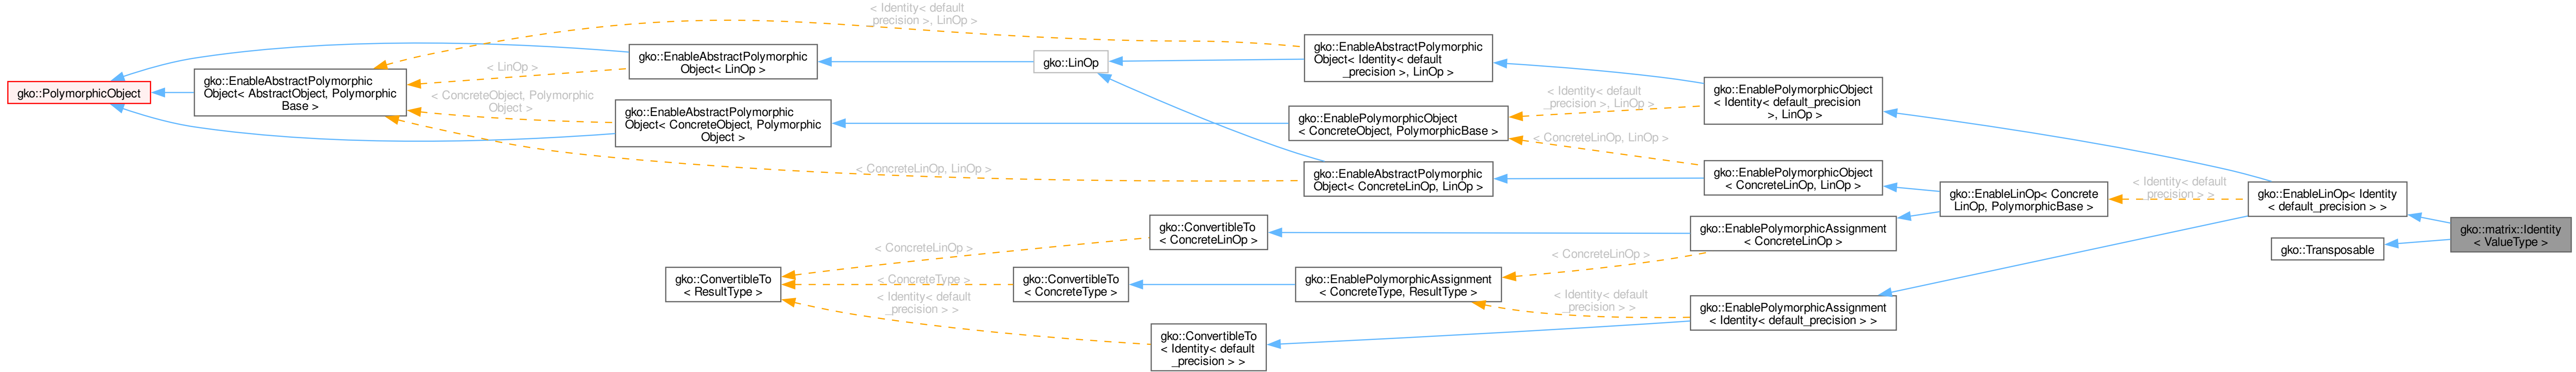 gko::PolymorphicObject
gko::EnableAbstractPolymorphic
Object< AbstractObject, Polymorphic
Base >
< Identity< default
_precision >, LinOp >
< LinOp >
< ConcreteObject, Polymorphic
Object >
< ConcreteLinOp, LinOp >
gko::EnableAbstractPolymorphic
Object< LinOp >
gko::EnableAbstractPolymorphic
Object< ConcreteObject, Polymorphic
Object >
gko::ConvertibleTo
< ResultType >
< ConcreteLinOp >
< ConcreteType >
< Identity< default
_precision > >
gko::LinOp
gko::ConvertibleTo
< ConcreteType >
gko::ConvertibleTo
< ConcreteLinOp >
gko::ConvertibleTo
< Identity< default
_precision > >
gko::EnableAbstractPolymorphic
Object< Identity< default
_precision >, LinOp >
gko::EnablePolymorphicObject
< ConcreteObject, PolymorphicBase >
gko::EnableAbstractPolymorphic
Object< ConcreteLinOp, LinOp >
gko::EnablePolymorphicAssignment
< ConcreteType, ResultType >
< Identity< default
_precision >, LinOp >
< ConcreteLinOp, LinOp >
< ConcreteLinOp >
< Identity< default
_precision > >
gko::EnablePolymorphicObject
< Identity< default_precision
>, LinOp >
gko::EnablePolymorphicObject
< ConcreteLinOp, LinOp >
gko::EnablePolymorphicAssignment
< ConcreteLinOp >
gko::EnablePolymorphicAssignment
< Identity< default_precision > >
gko::EnableLinOp< Concrete
LinOp, PolymorphicBase >
< Identity< default
_precision > >
gko::EnableLinOp< Identity
< default_precision > >
gko::Transposable
gko::matrix::Identity
< ValueType >